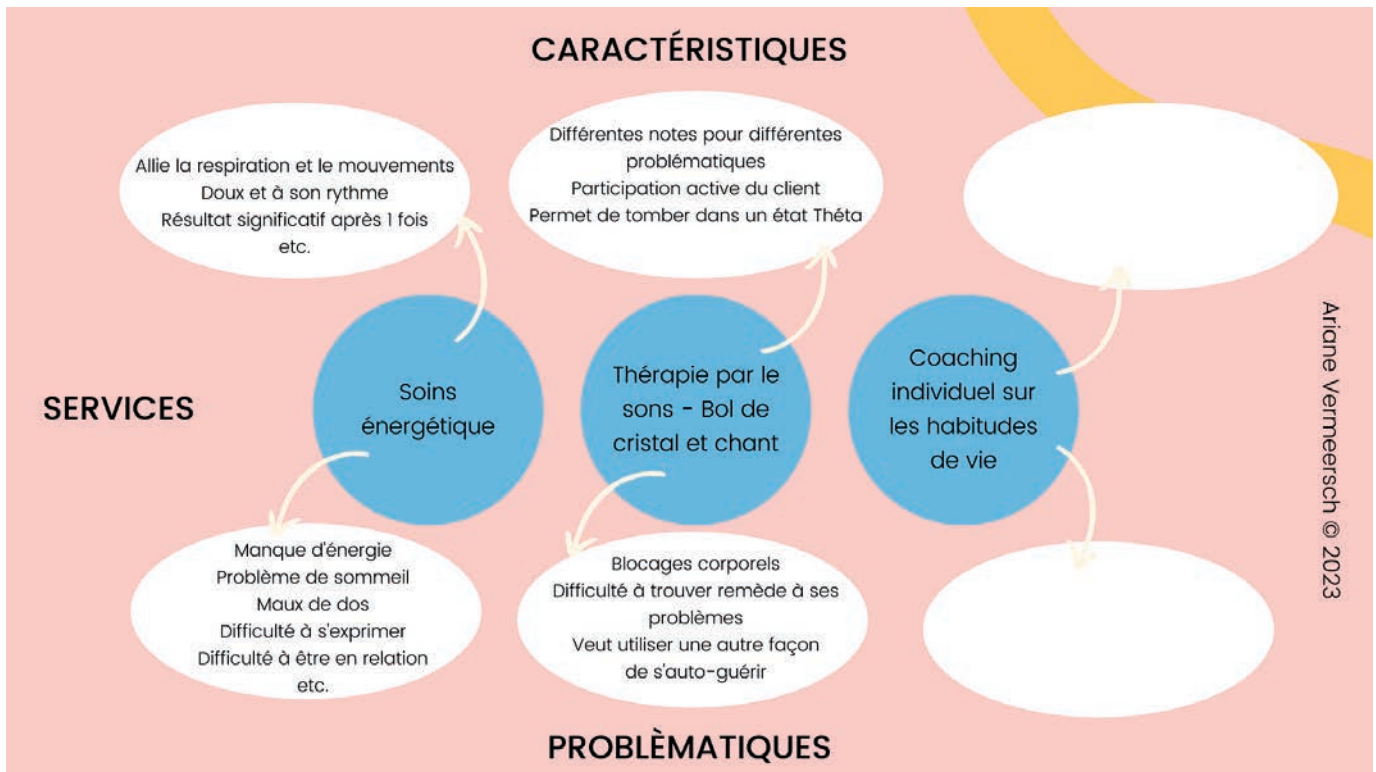 CARACTÉRISTIQUES
Allie la respiration et le mouvements
Doux et à son rythme
Résultat significatif après 1 fois
etc.
Différentes notes pour différentes
problématiques
Participation active du client
Permet de tomber dans un état Théta
SERVICES
Soins
énergétique
Thérapie par le
sons - Bol de
cristal et chant
Coaching
individuel sur
les habitudes
de vie
Manque d'énergie
Problème de sommeil
Maux de dos
Difficulté à s'exprimer
Difficulté à être en relation
etc.
Blocages corporels
Difficulté à trouver remède à ses
problèmes
Veut utiliser une autre façon
de s'auto-guérir
PROBLÈMATIQUES
Ariane Vermeersch © 2023